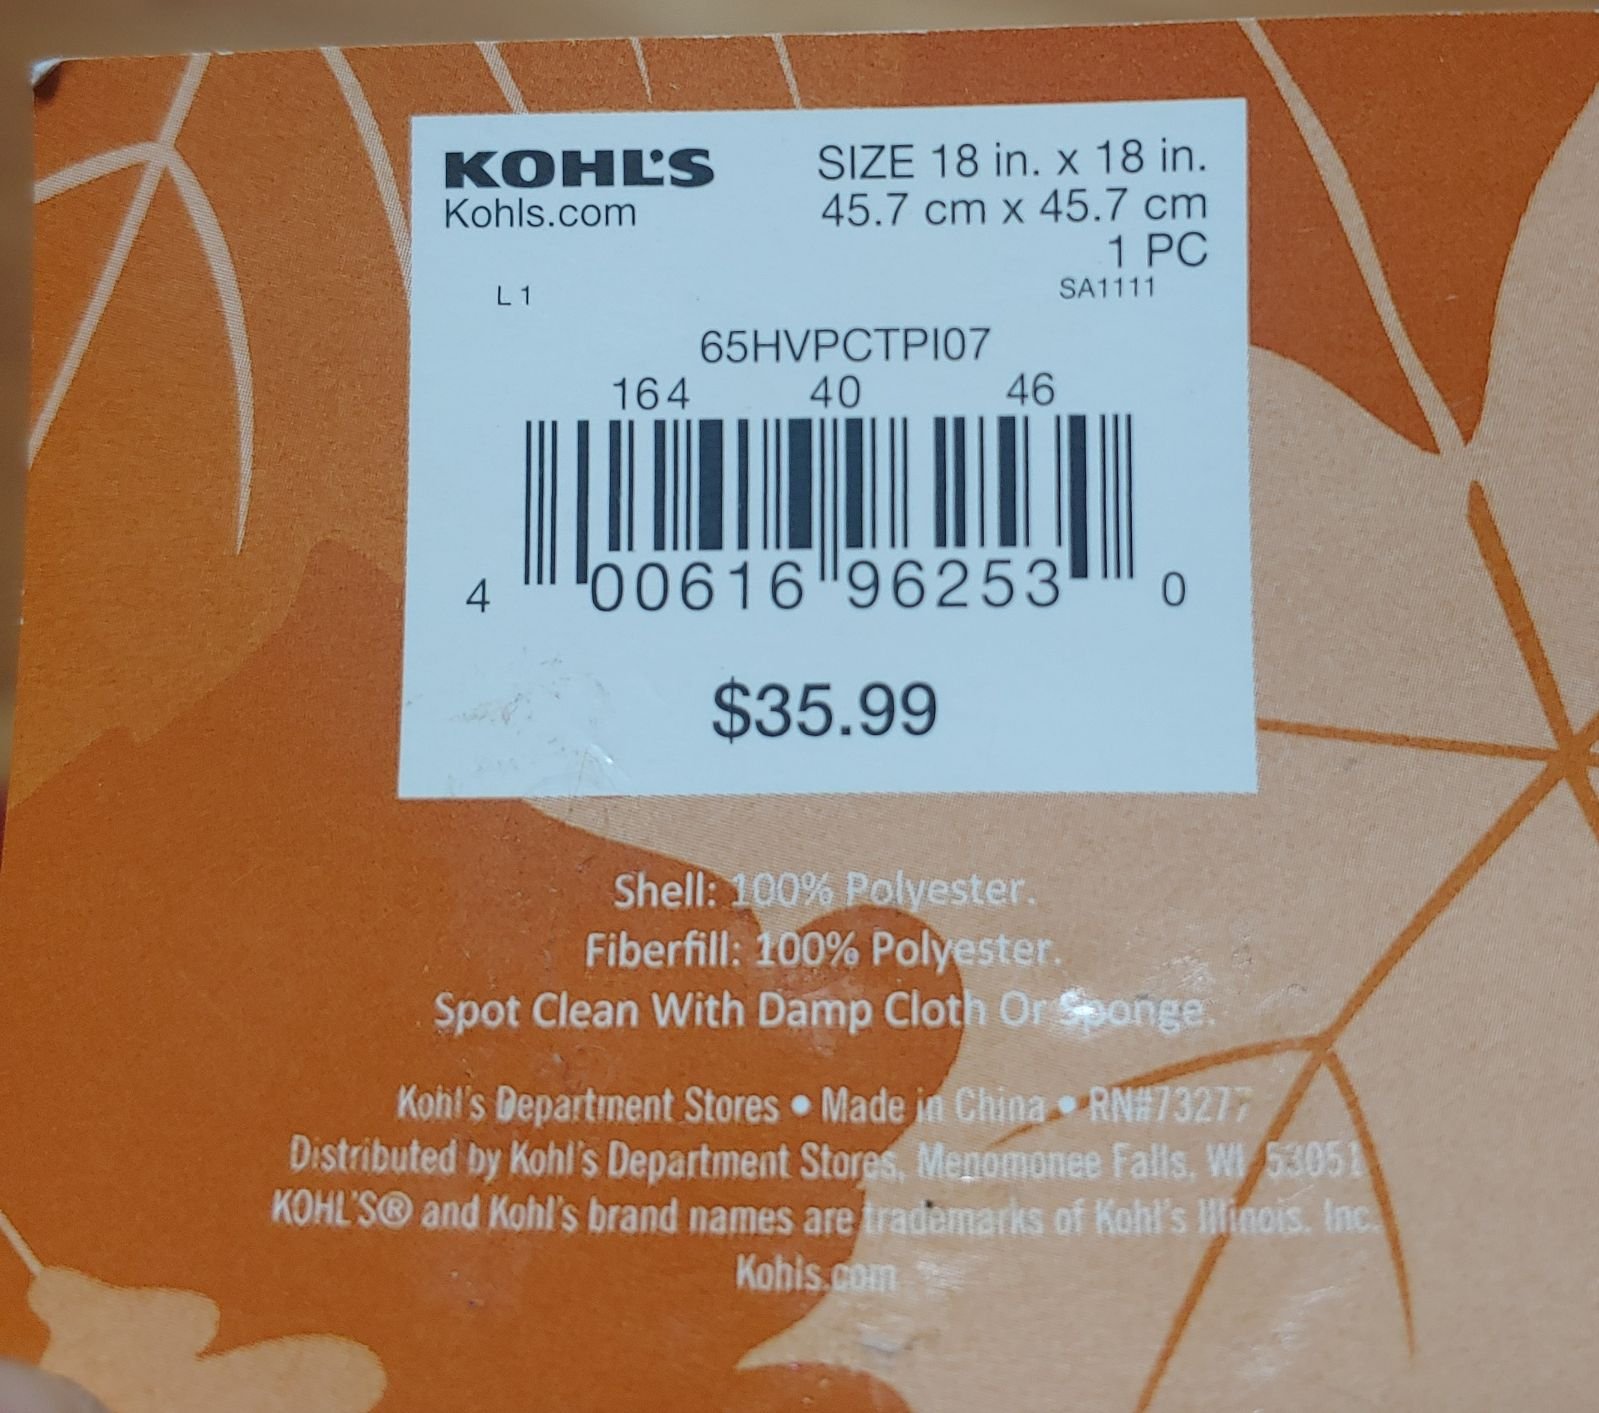 KOHL'S
Kohls.com
SIZE 18 in. x 18 in.
45.7 cm x 45.7 cm
1 PC
L 1
SA1111
65HVPCTPI07
164 40 46
4 00616 96253 0
$35.99
Shell: 100% Polyester.
Fiberfill: 100% Polyester.
Spot Clean With Damp Cloth Or Sponge.
Kohl's Department Stores • Made in China • RN#73277
Distributed by Kohl's Department Stores, Menomonee Falls, WI 53051
KOHL'S® and Kohl's brand names are trademarks of Kohl's Illinois, Inc.
Kohls.com